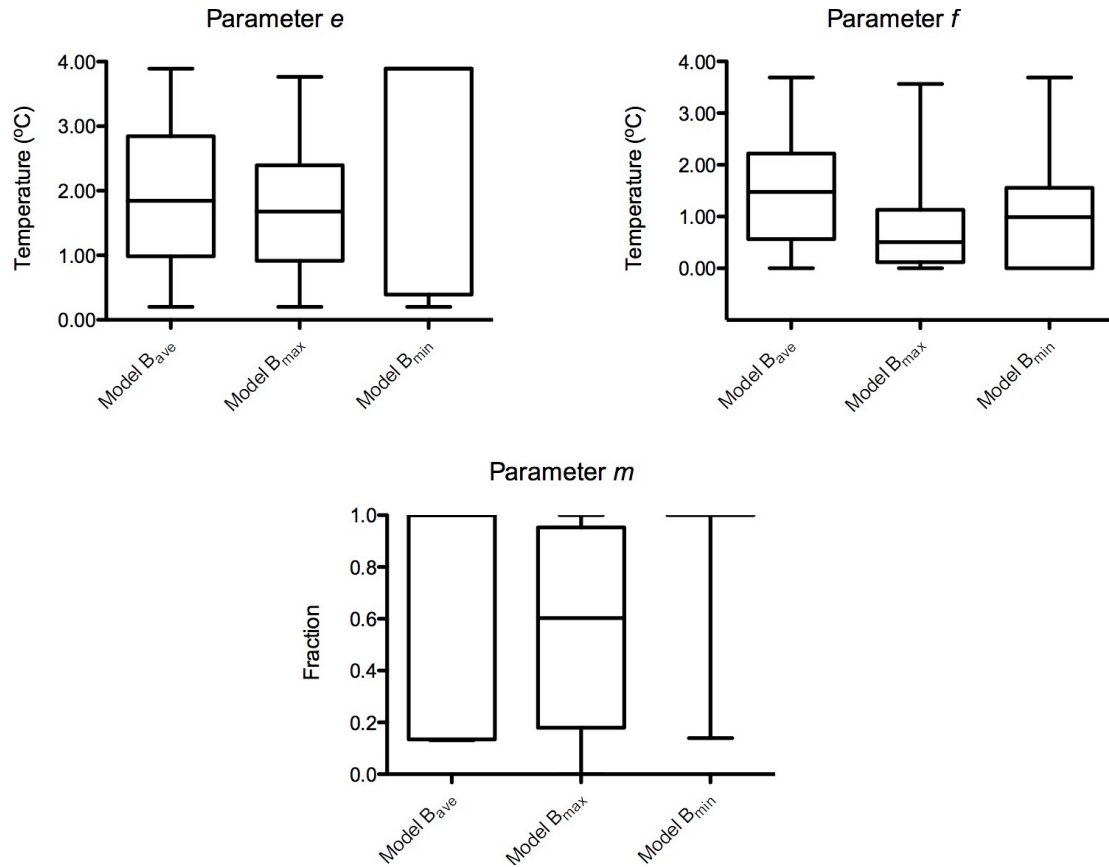 Parameter e
Temperature (ºC)
4.00
3.00
2.00
1.00
0.00
Model Bave
Model Bmax
Model Bmin
Parameter f
Temperature (ºC)
4.00
3.00
2.00
1.00
0.00
Model Bave
Model Bmax
Model Bmin
Parameter m
Fraction
1.0
0.8
0.6
0.4
0.2
0.0
Model Bave
Model Bmax
Model Bmin